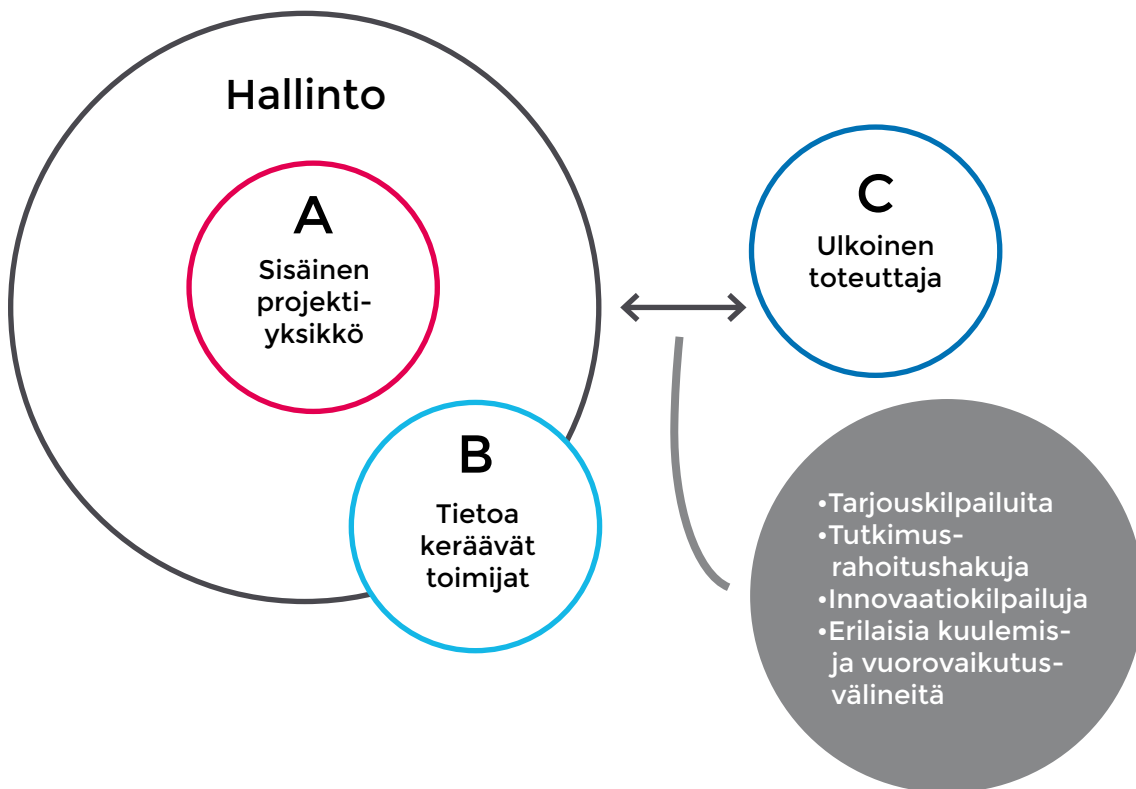 Hallinto
A
Sisäinen
projekti-
yksikkö
B
Tietoa
keräävät
toimijat
C
Ulkoinen
toteuttaja
•Tarjouskilpailuita
•Tutkimus-
rahoitushakuja
•Innovaatiokilpailuja
•Erilaisia kuulemis-
ja vuorovaikutus-
välineitä